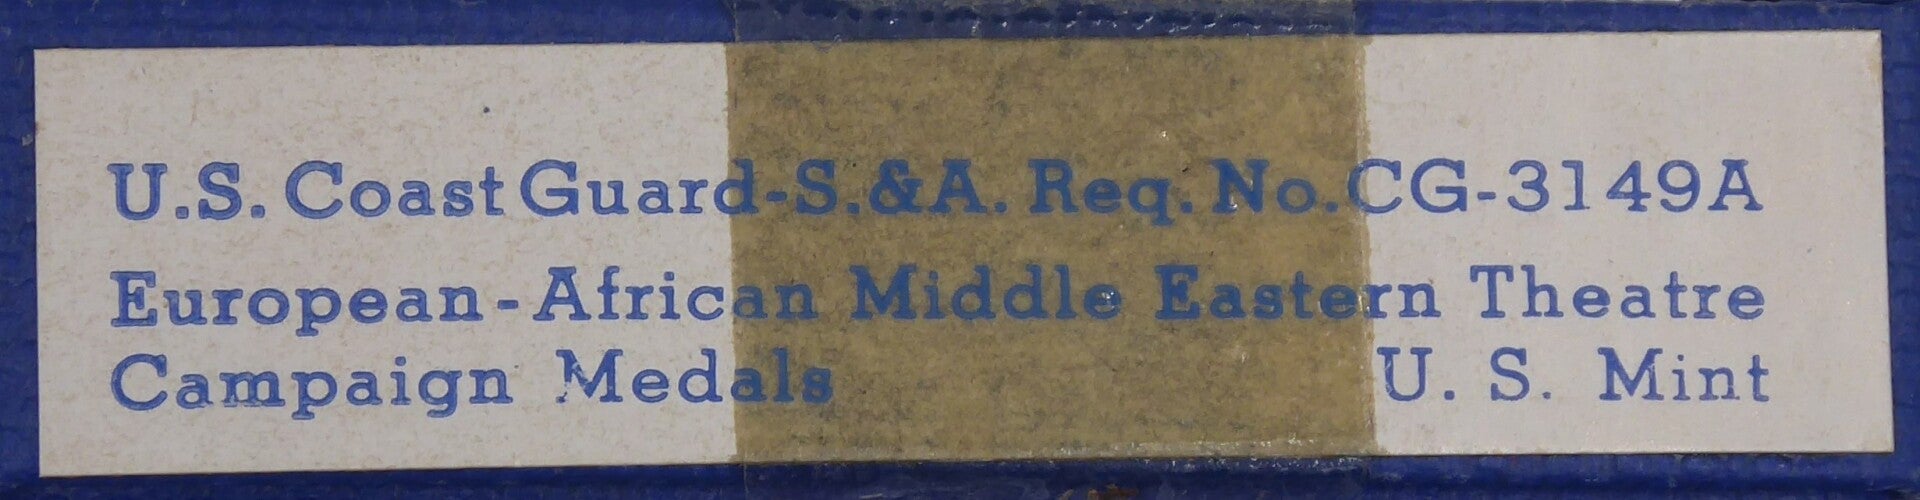 U.S. Coast Guard-S.&A. Req. No. CG-3149A
European-African Middle Eastern Theatre
Campaign Medals U. S. Mint